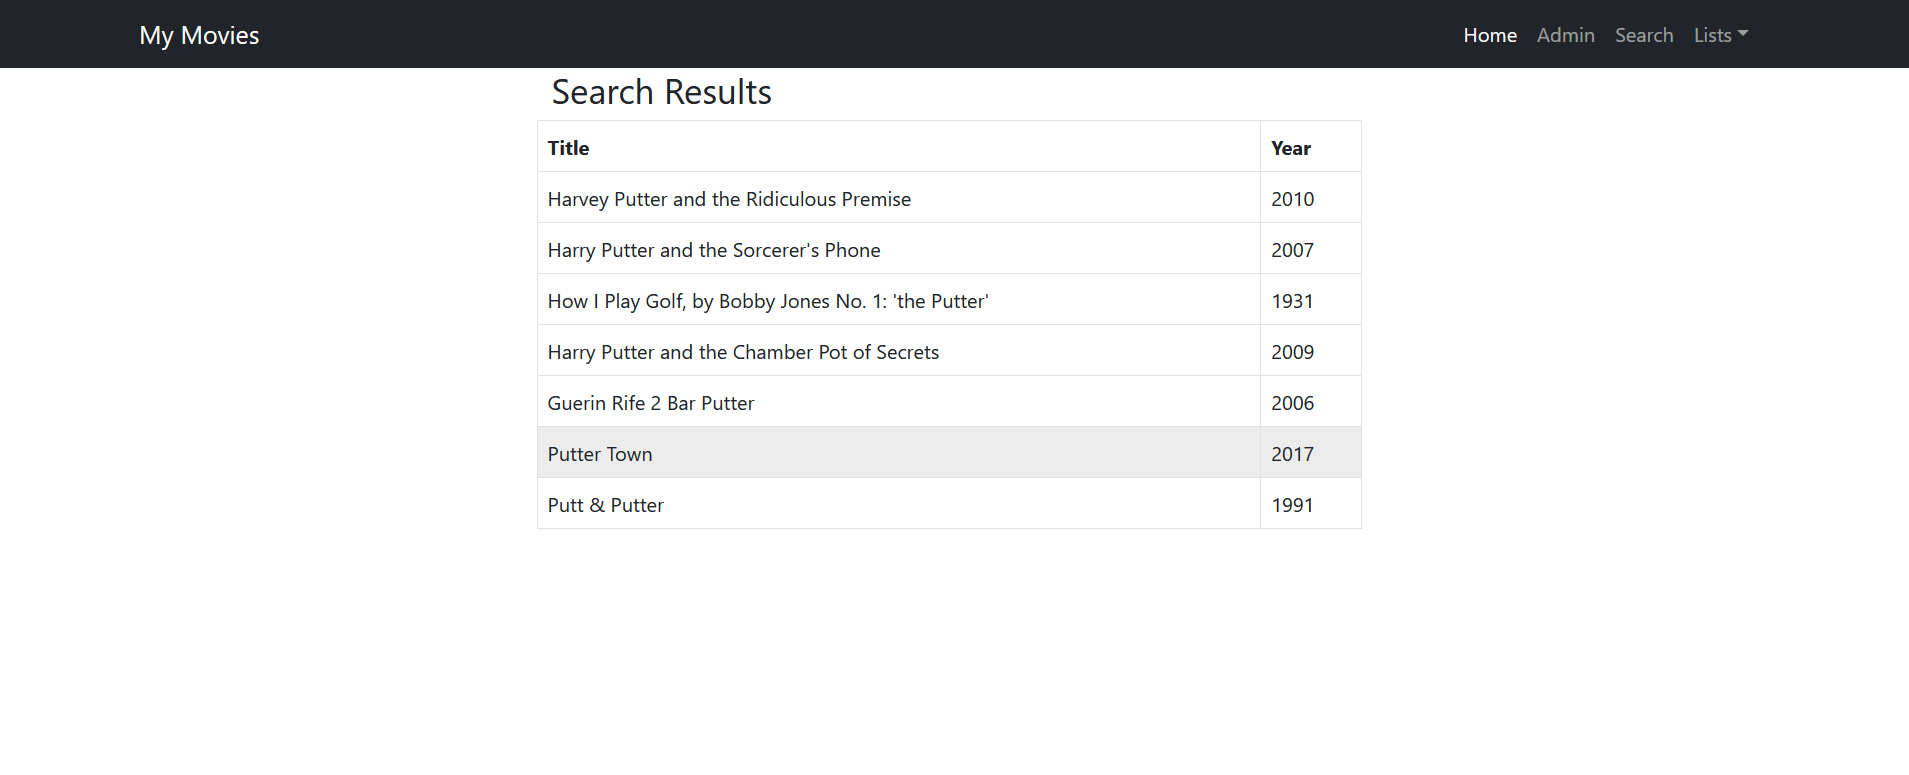 My Movies Home Admin Search Lists
Search Results
Title Year
Harvey Putter and the Ridiculous Premise 2010
Harry Putter and the Sorcerer's Phone 2007
How I Play Golf, by Bobby Jones No. 1: 'the Putter' 1931
Harry Putter and the Chamber Pot of Secrets 2009
Guerin Rife 2 Bar Putter 2006
Putter Town 2017
Putt & Putter 1991